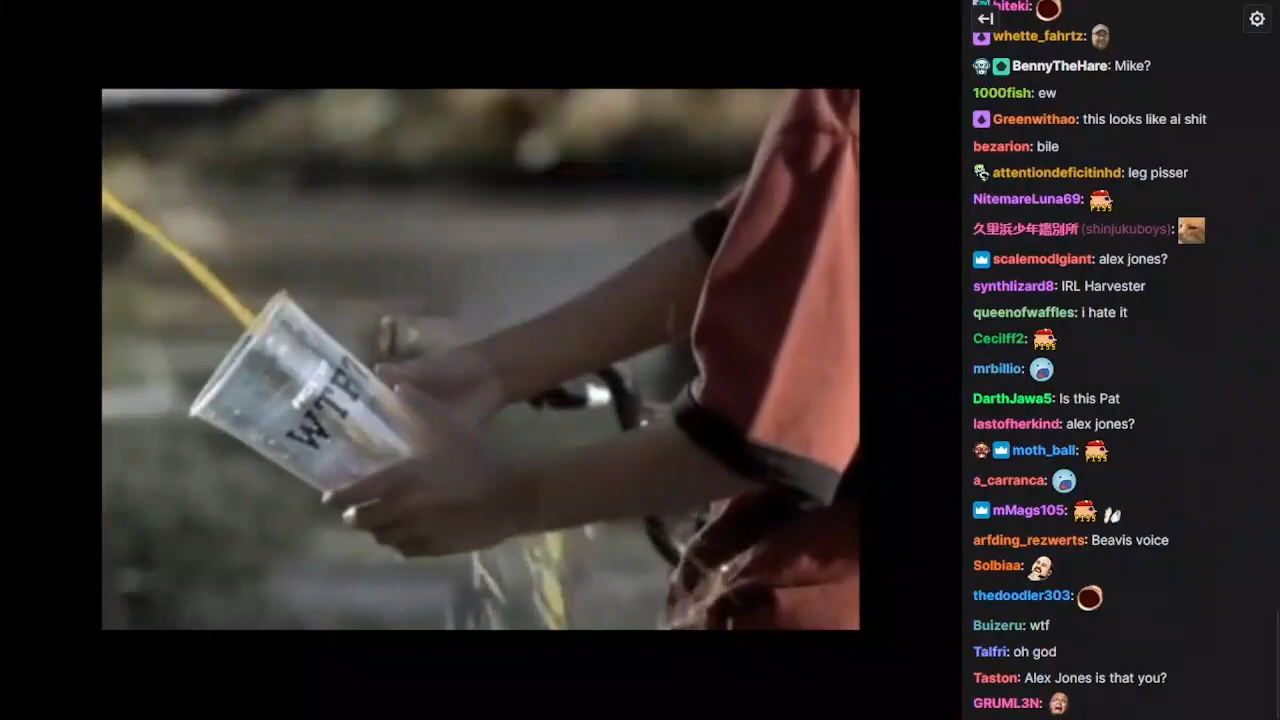 WTF
hiteki:
whette_fahrtz:
BennyTheHare: Mike?
1000fish: ew
Greenwithao: this looks like ai shit
bezarion: bile
attentiondeficitinhd: leg pisser
NitemareLuna69:
久里浜少年鑑別所 (shinjukuboys):
scalemodlgiant: alex jones?
synthlizard8: IRL Harvester
queenofwaffles: i hate it
Cecilff2:
mrbillio:
DarthJawa5: Is this Pat
lastofherkind: alex jones?
moth_ball:
a_carranca:
mMags105:
arfding_rezwerts: Beavis voice
Solbiaa:
thedoodler303:
Buizeru: wtf
Talfri: oh god
Taston: Alex Jones is that you?
GRUML3N: